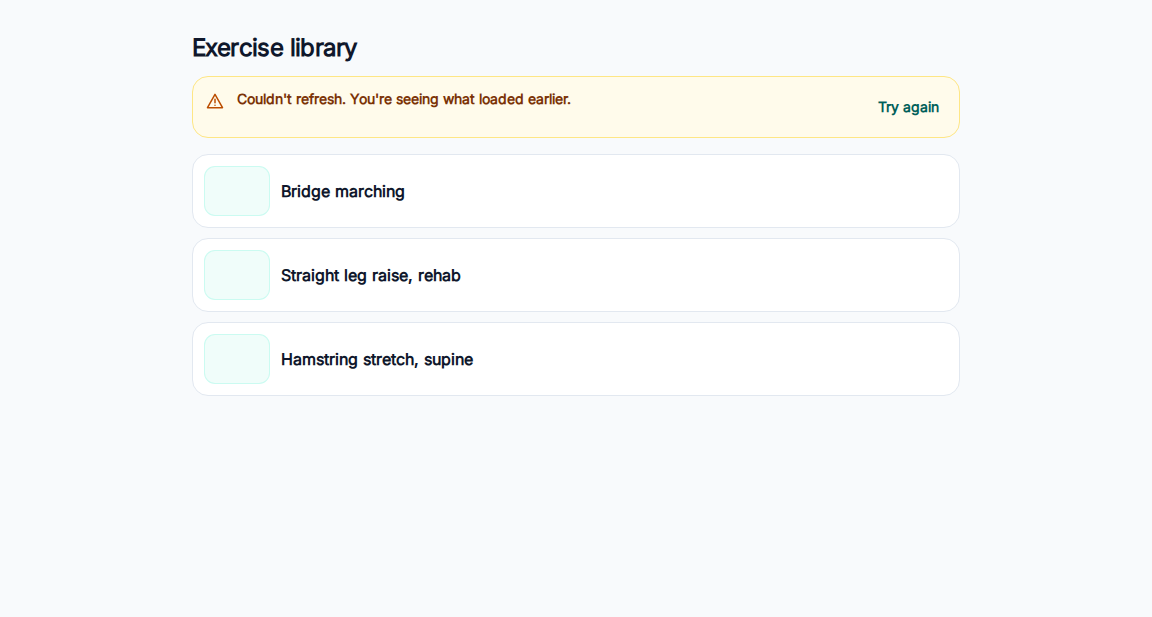 Exercise library
Couldn't refresh. You're seeing what loaded earlier.
Try again
Bridge marching
Straight leg raise, rehab
Hamstring stretch, supine